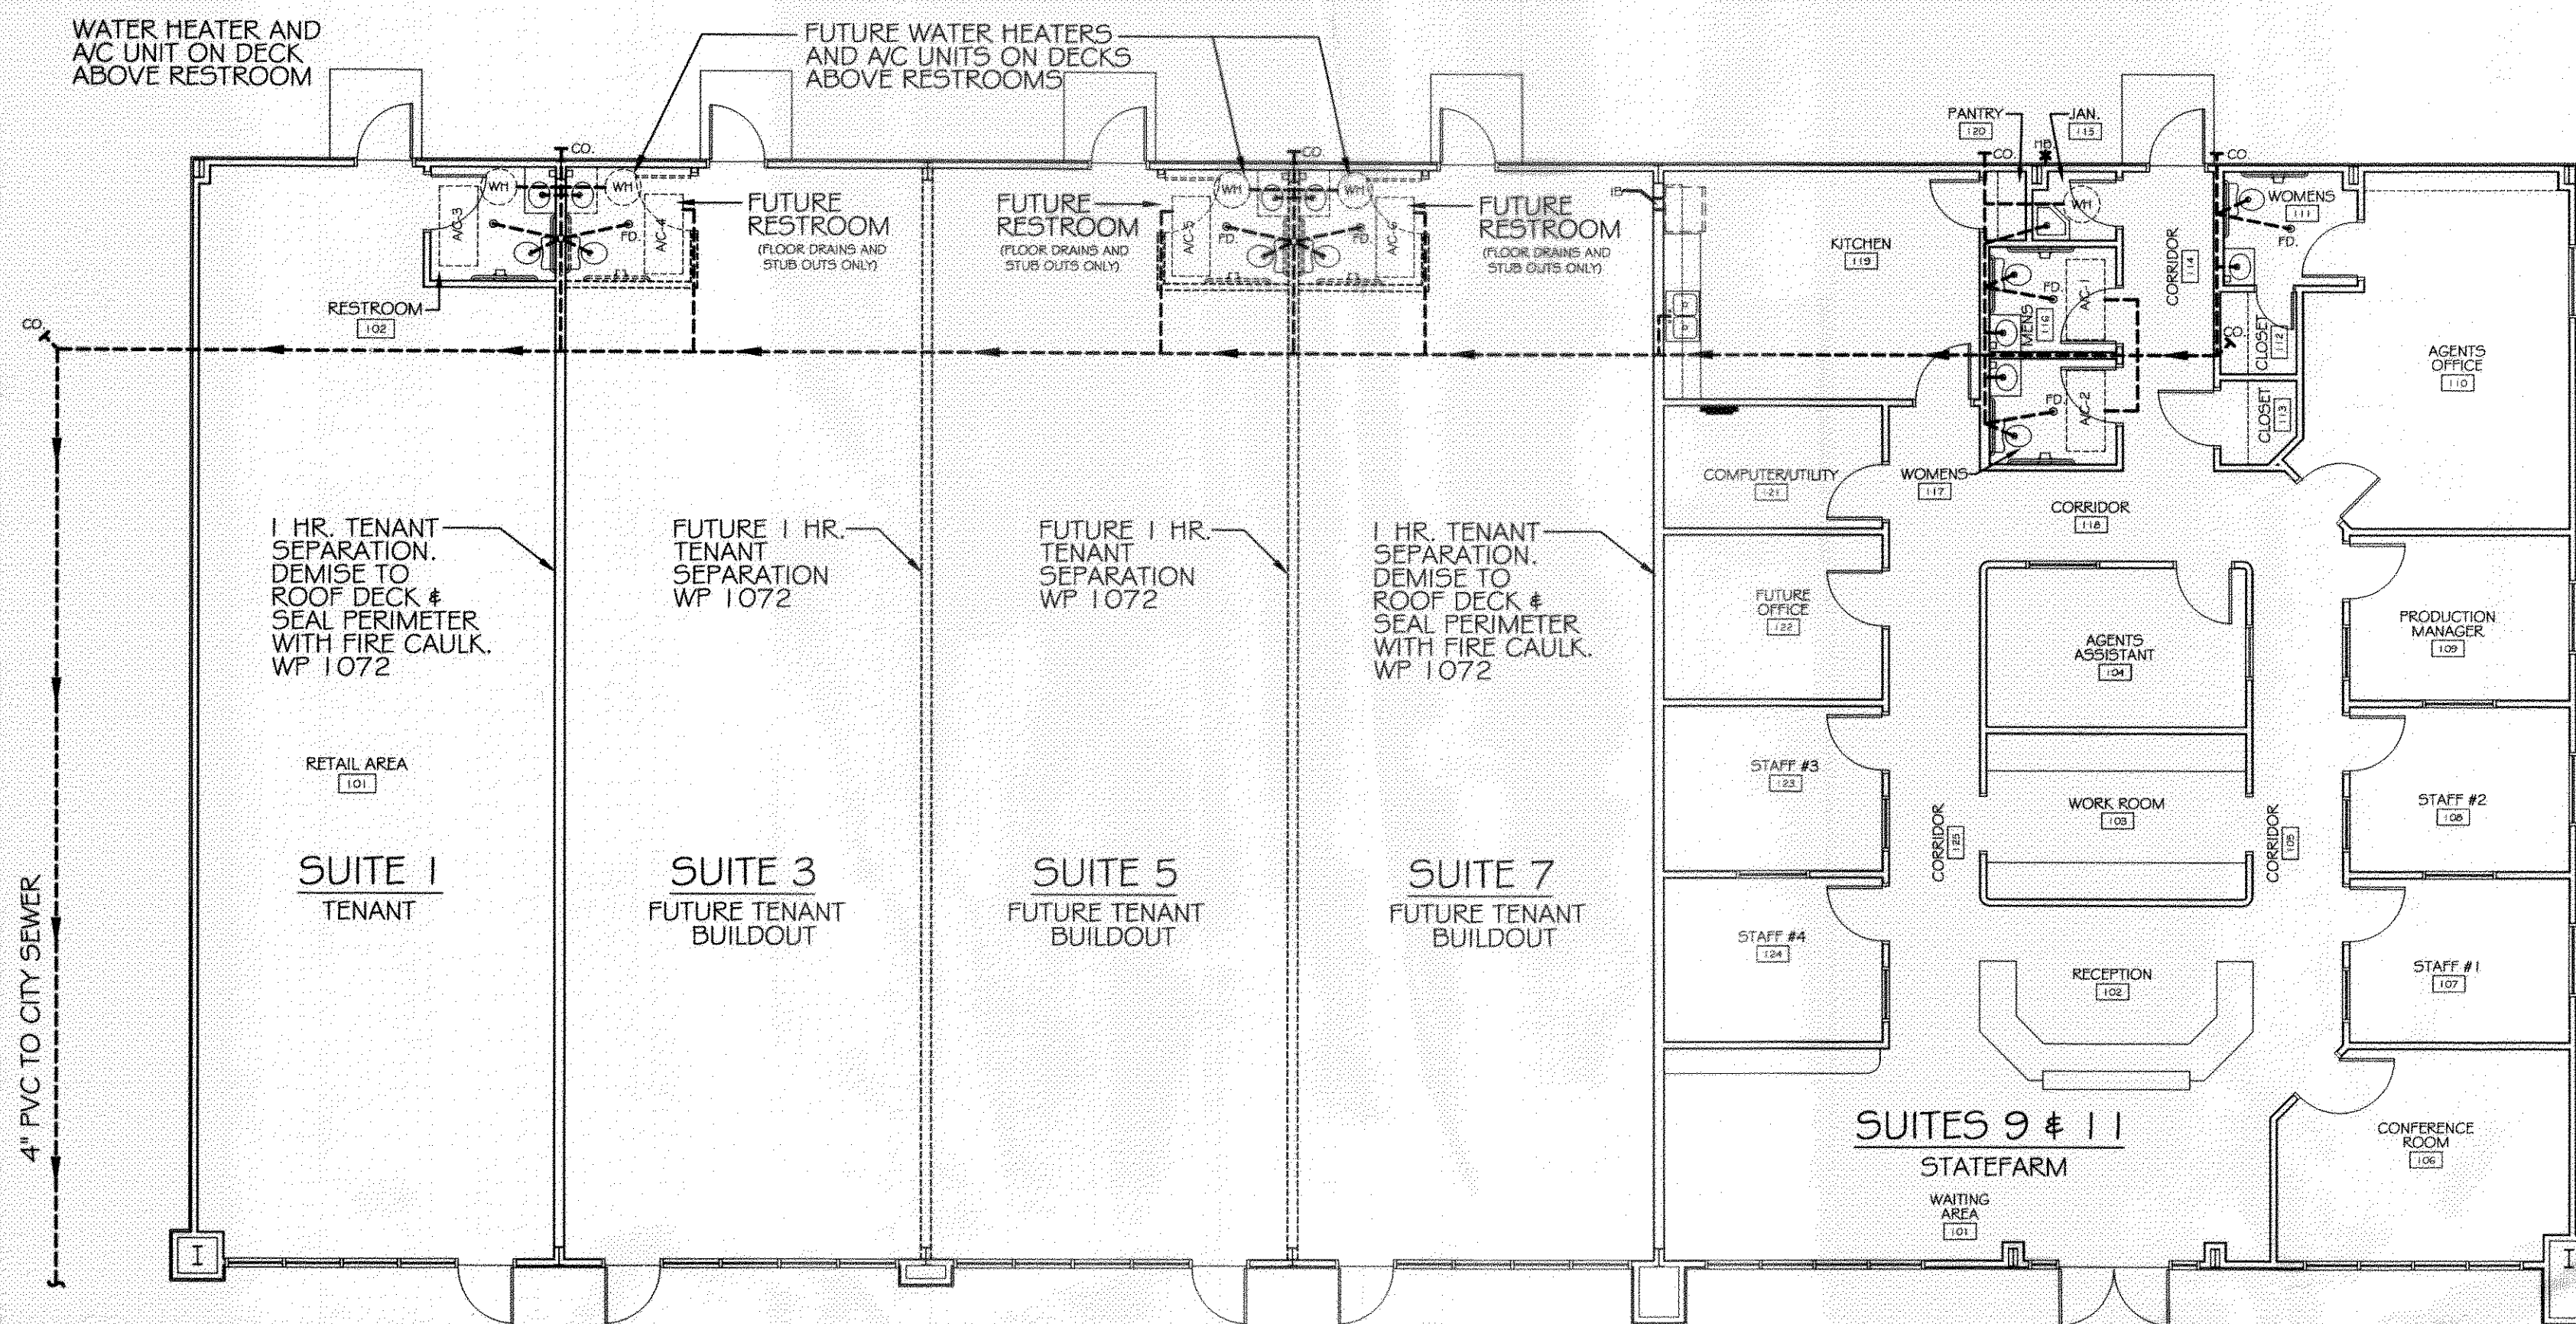 WATER HEATER AND
A/C UNIT ON DECK
ABOVE RESTROOM
FUTURE WATER HEATERS
AND A/C UNITS ON DECKS
ABOVE RESTROOMS
PANTRY
120
JAN.
115
CO.
CO
CO.
HB
CO
WH
WH
WH
WH
WH
A/C-3
FD.
A/C-4
FUTURE
RESTROOM
(FLOOR DRAINS AND
STUB OUTS ONLY)
FUTURE
RESTROOM
(FLOOR DRAINS AND
STUB OUTS ONLY)
A/C-5
FD.
FD.
A/C-6
FUTURE
RESTROOM
(FLOOR DRAINS AND
STUB OUTS ONLY)
IB
KITCHEN
119
CORRIDOR
114
WOMENS
111
FD.
RESTROOM
102
CO.
MENS
116
FD.
A/C-1
CO.
CLOSET
112
AGENTS
OFFICE
110
FD.
A/C-2
CLOSET
113
COMPUTER/UTILITY
121
WOMENS
117
CORRIDOR
118
1 HR. TENANT
SEPARATION.
DEMISE TO
ROOF DECK &
SEAL PERIMETER
WITH FIRE CAULK.
WP 1072
FUTURE 1 HR.
TENANT
SEPARATION
WP 1072
FUTURE 1 HR.
TENANT
SEPARATION
WP 1072
1 HR. TENANT
SEPARATION.
DEMISE TO
ROOF DECK &
SEAL PERIMETER
WITH FIRE CAULK.
WP 1072
FUTURE
OFFICE
122
AGENTS
ASSISTANT
104
PRODUCTION
MANAGER
109
RETAIL AREA
101
STAFF #3
123
WORK ROOM
103
STAFF #2
108
CORRIDOR
125
CORRIDOR
105
SUITE 1
TENANT
SUITE 3
FUTURE TENANT
BUILDOUT
SUITE 5
FUTURE TENANT
BUILDOUT
SUITE 7
FUTURE TENANT
BUILDOUT
STAFF #4
124
RECEPTION
102
STAFF #1
107
4" PVC TO CITY SEWER
SUITES 9 & 11
STATEFARM
CONFERENCE
ROOM
106
WAITING
AREA
101